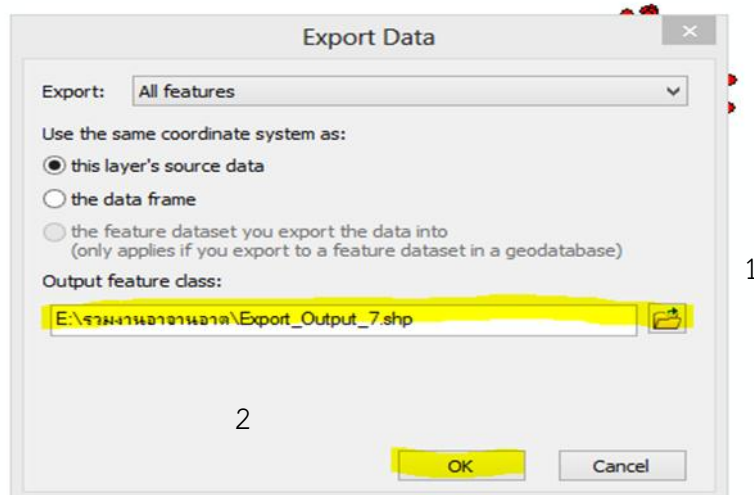 Export Data
Export: All features
Use the same coordinate system as:
this layer's source data
the data frame
the feature dataset you export the data into
(only applies if you export to a feature dataset in a geodatabase)
1
Output feature class:
E:\รวมงานอาจานอาต\Export_Output_7.shp
2
OK Cancel